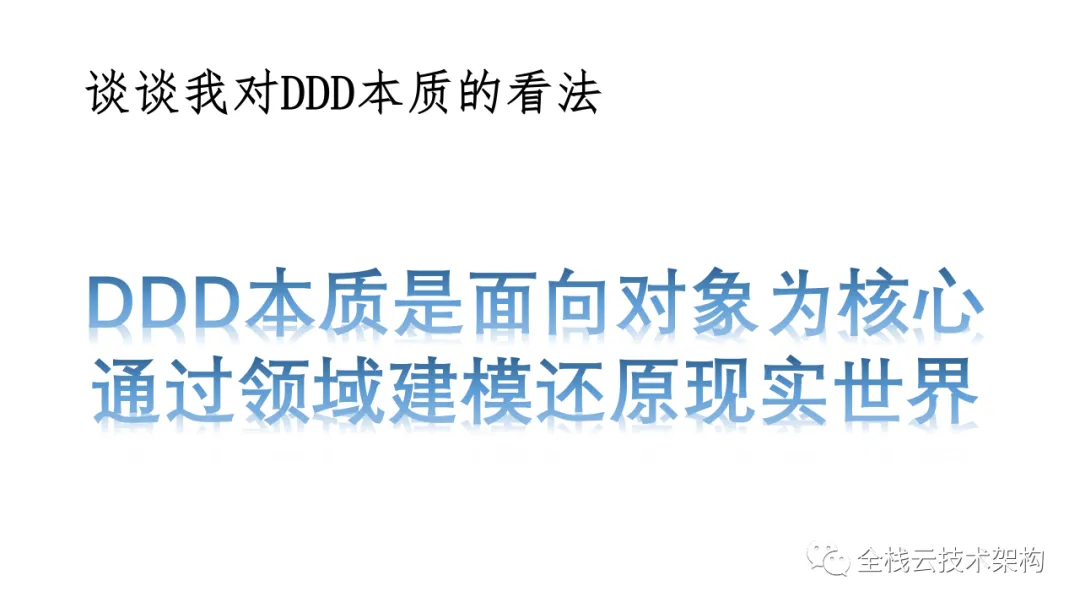 谈谈我对DDD本质的看法
DDD本质是面向对象为核心
通过领域建模还原现实世界
全栈云技术架构